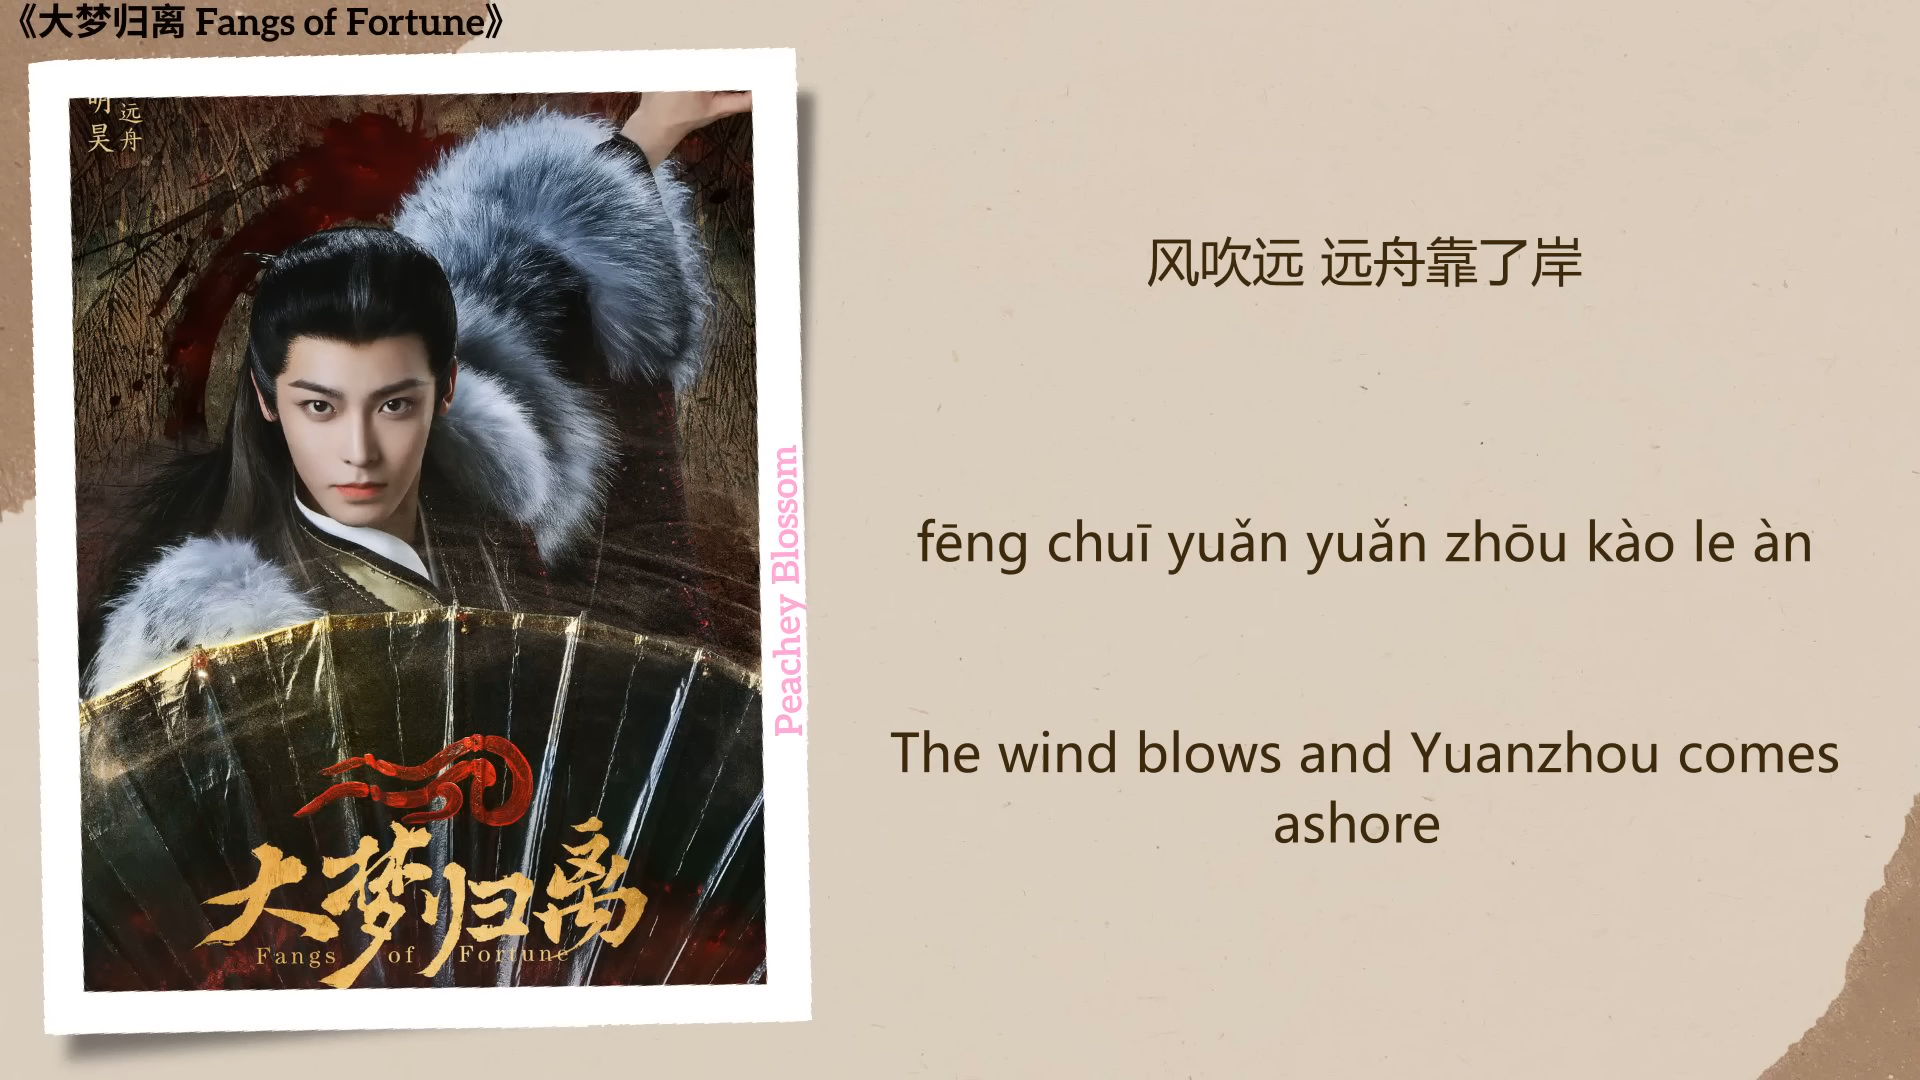 《大梦归离 Fangs of Fortune》
明昊
远舟
风吹远 远舟靠了岸
fēng chuī yuǎn yuǎn zhōu kào le àn
The wind blows and Yuanzhou comes
ashore
Peachey Blossom
大梦归离
Fangs of Fortune